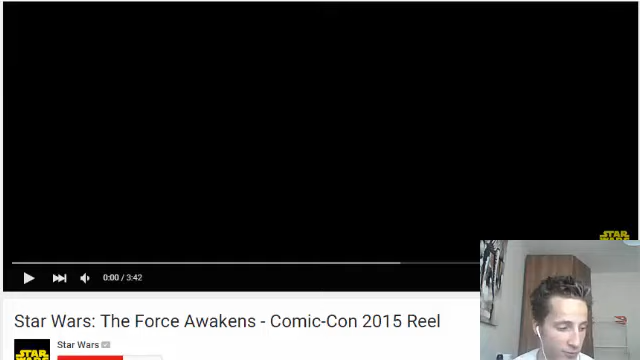 STAR
WARS
0:00 / 3:42
Star Wars: The Force Awakens - Comic-Con 2015 Reel
STAR
WARS
Star Wars